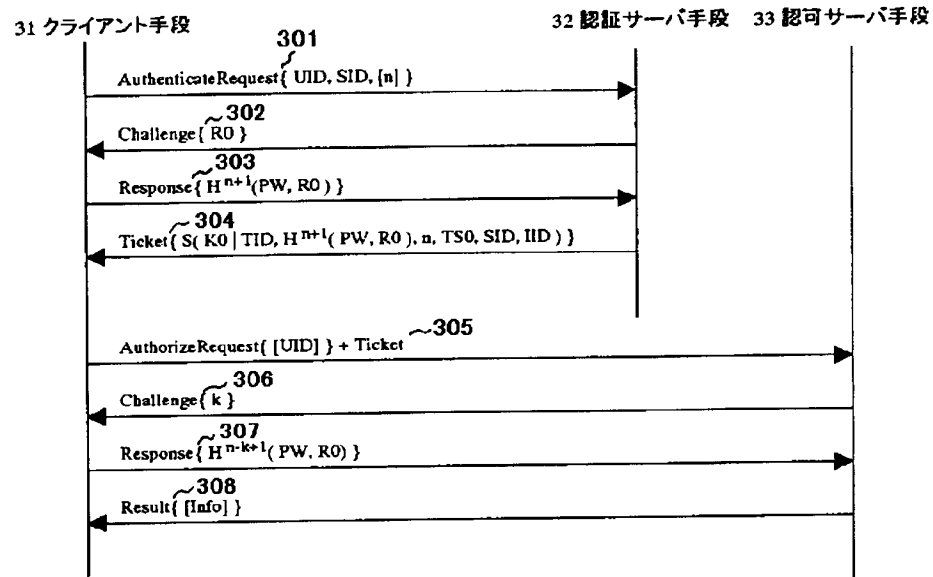 31 クライアント手段
32 認証サーバ手段
33 認可サーバ手段
301
AuthenticateRequest{ UID, SID, [n] }
302
Challenge{ R0 }
303
Response{ H^n+1(PW, R0 ) }
304
Ticket{ S( K0 | TID, H^n+1( PW, R0 ), n, TS0, SID, IID ) }
305
AuthorizeRequest{ [UID] } + Ticket
306
Challenge{ k }
307
Response{ H^n-k+1( PW, R0) }
308
Result{ [Info] }